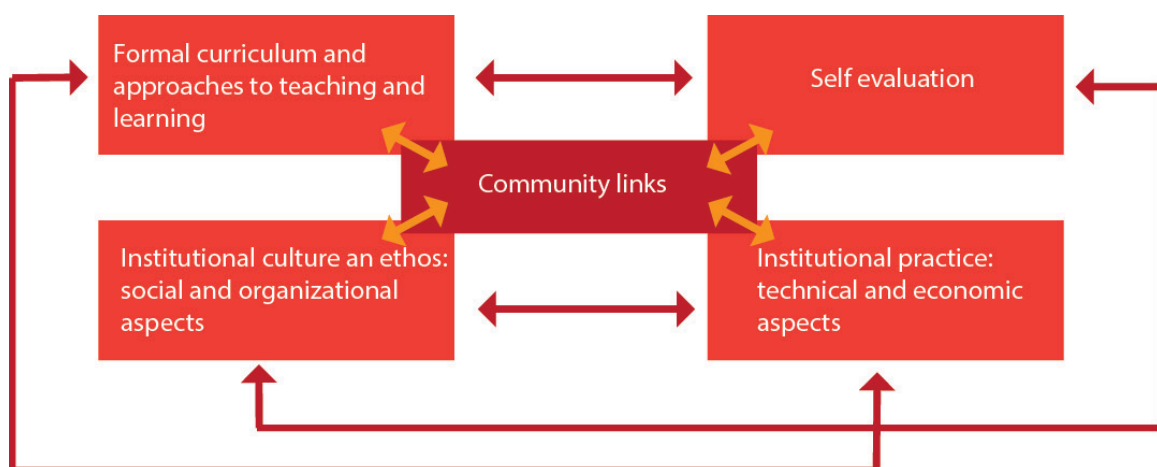 Formal curriculum and
approaches to teaching and
learning
Self evaluation
Community links
Institutional culture an ethos:
social and organizational
aspects
Institutional practice:
technical and economic
aspects